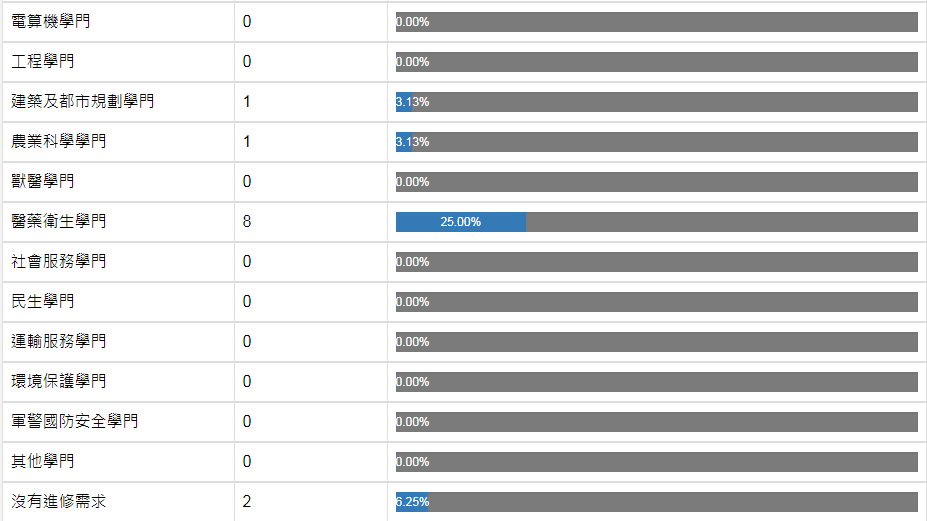 電算機學門 0 0.00%
工程學門 0 0.00%
建築及都市規劃學門 1 3.13%
農業科學學門 1 3.13%
獸醫學門 0 0.00%
醫藥衛生學門 8 25.00%
社會服務學門 0 0.00%
民生學門 0 0.00%
運輸服務學門 0 0.00%
環境保護學門 0 0.00%
軍警國防安全學門 0 0.00%
其他學門 0 0.00%
沒有進修需求 2 6.25%